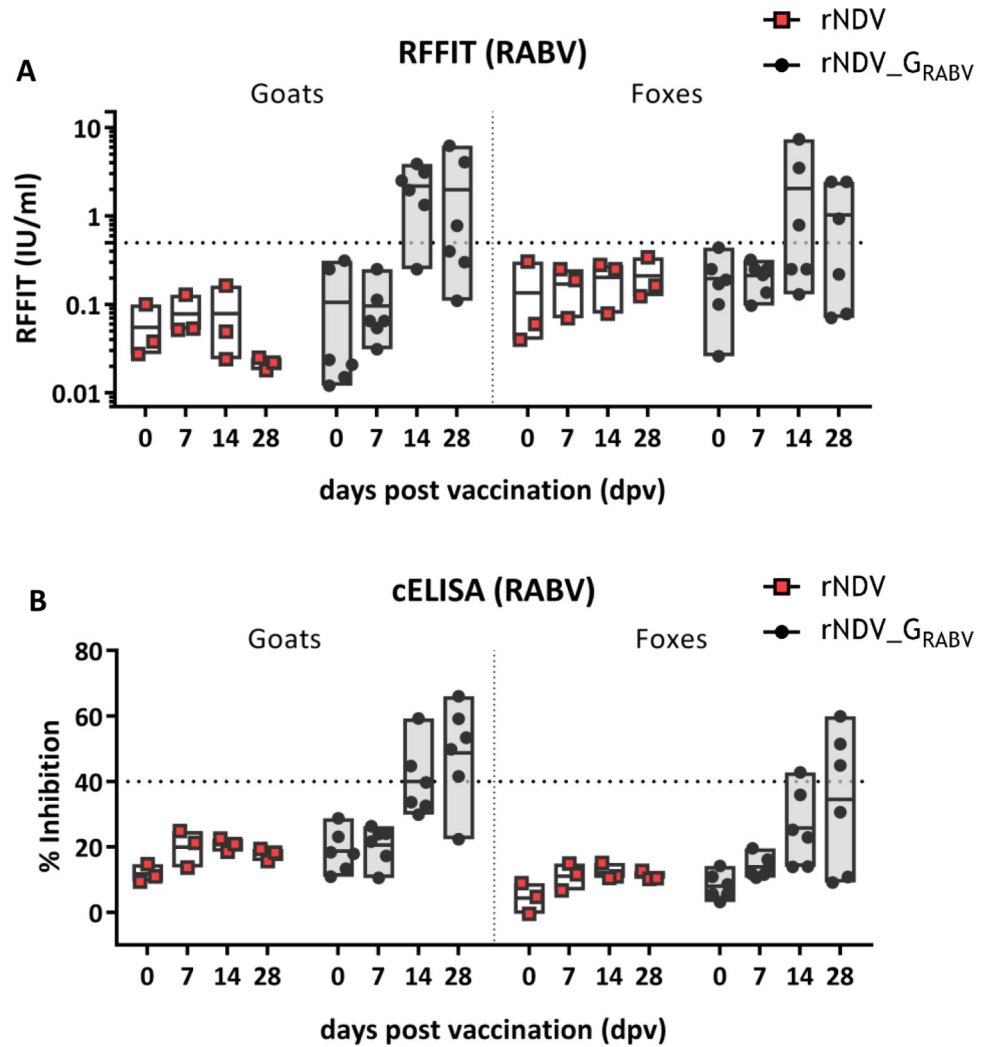 rNDV
rNDV_G_RABV
A
RFFIT (RABV)
Goats Foxes
RFFIT (IU/ml)
10
1
0.1
0.01
0 7 14 28 0 7 14 28 0 7 14 28 0 7 14 28
days post vaccination (dpv)
B
cELISA (RABV)
rNDV
rNDV_G_RABV
Goats Foxes
% Inhibition
80
60
40
20
0
0 7 14 28 0 7 14 28 0 7 14 28 0 7 14 28
days post vaccination (dpv)